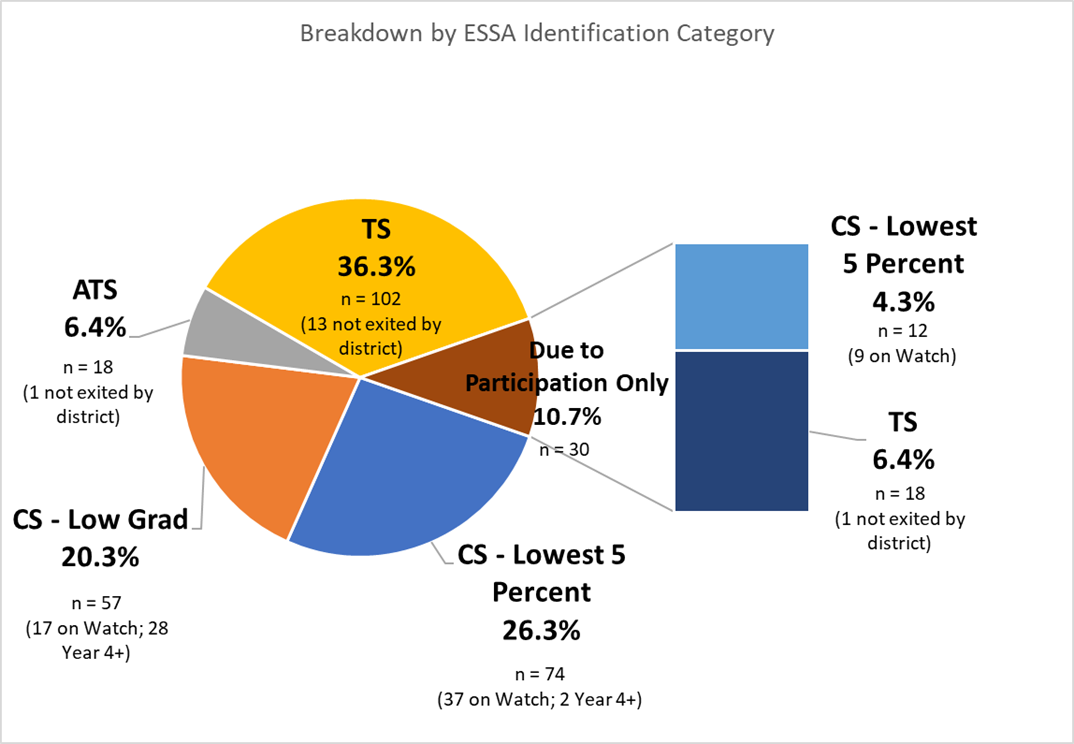 Breakdown by ESSA Identification Category
TS
36.3%
n = 102
(13 not exited by
district)
ATS
6.4%
n = 18
(1 not exited by
district)
CS - Low Grad
20.3%
n = 57
(17 on Watch; 28
Year 4+)
CS - Lowest 5
Percent
26.3%
n = 74
(37 on Watch; 2 Year 4+)
Due to
Participation Only
10.7%
n = 30
CS - Lowest
5 Percent
4.3%
n = 12
(9 on Watch)
TS
6.4%
n = 18
(1 not exited by
district)